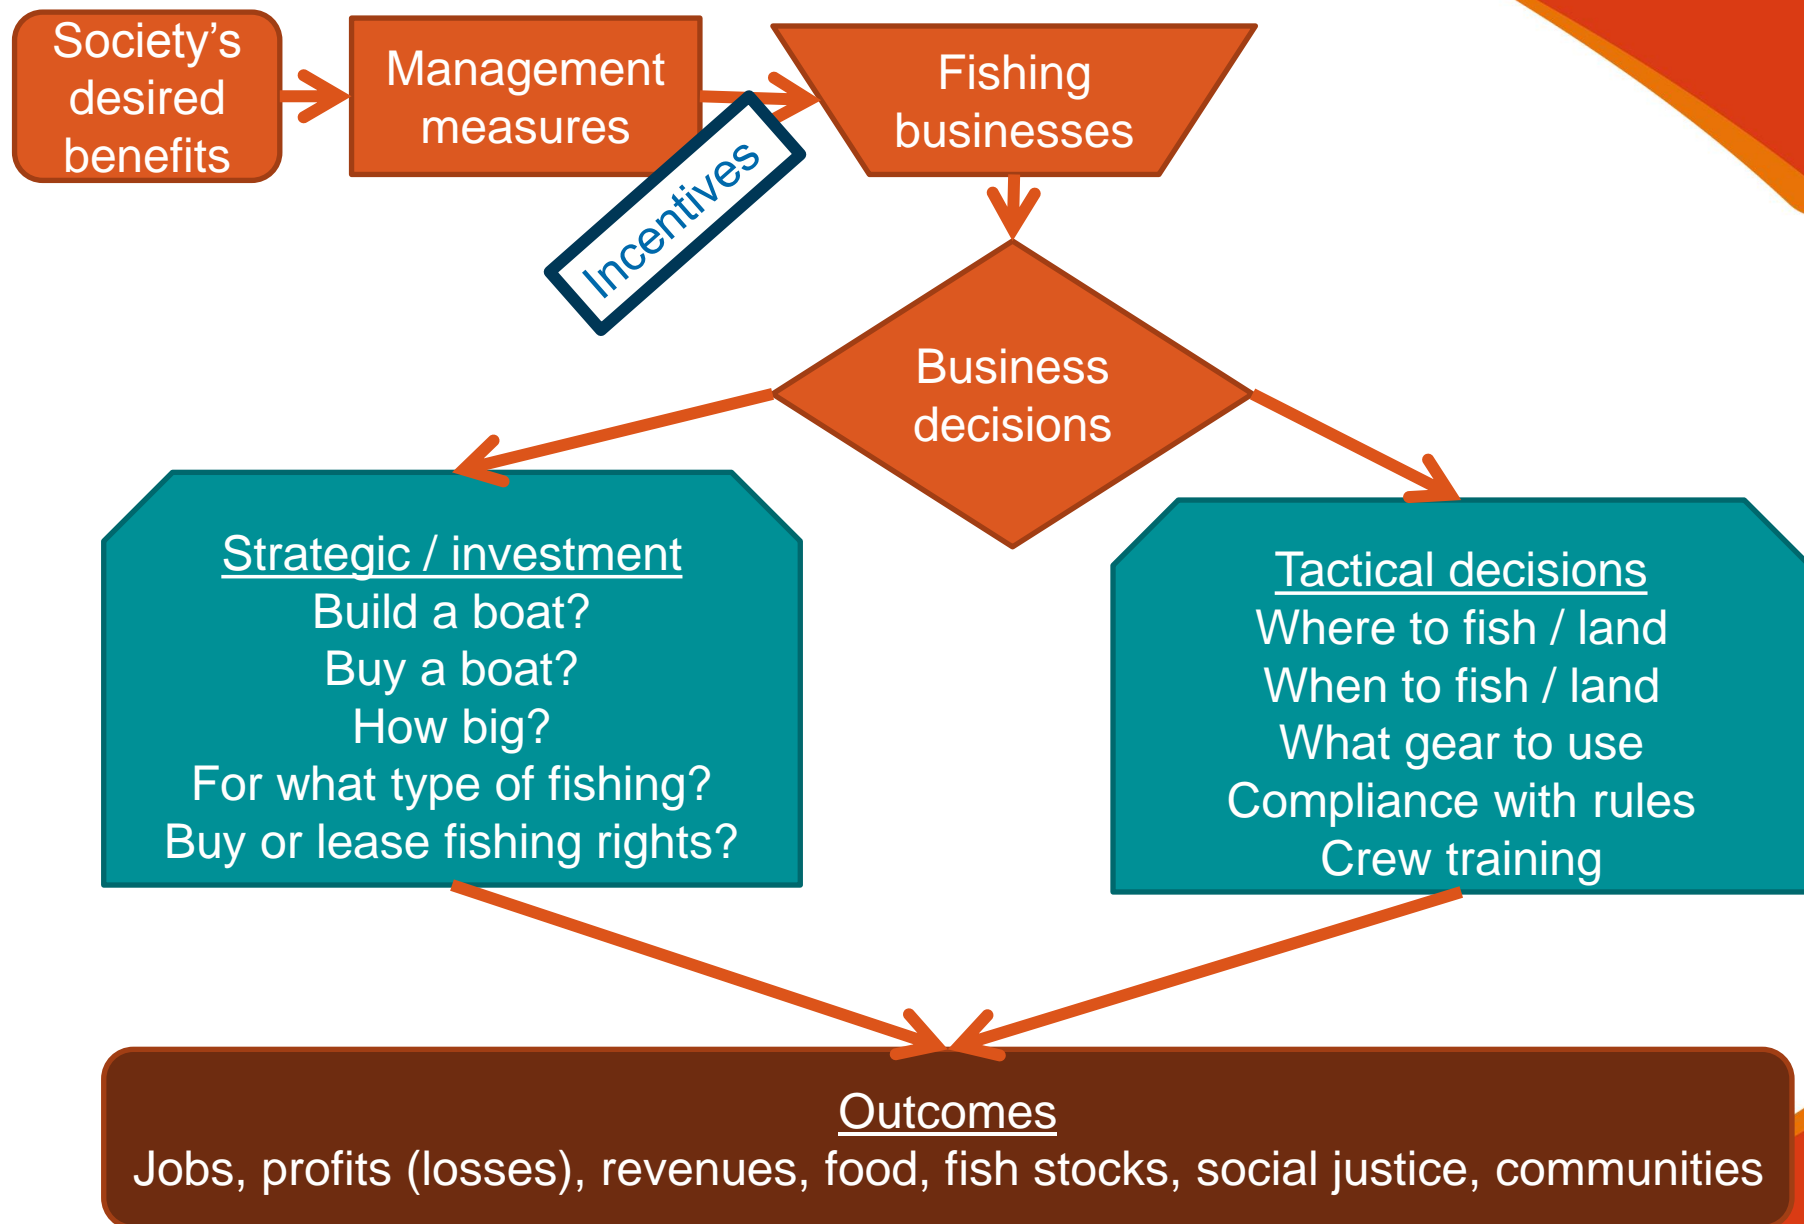 Society’s
desired
benefits
Management
measures
Incentives
Fishing
businesses
Business
decisions
Strategic / investment
Build a boat?
Buy a boat?
How big?
For what type of fishing?
Buy or lease fishing rights?
Tactical decisions
Where to fish / land
When to fish / land
What gear to use
Compliance with rules
Crew training
Outcomes
Jobs, profits (losses), revenues, food, fish stocks, social justice, communities